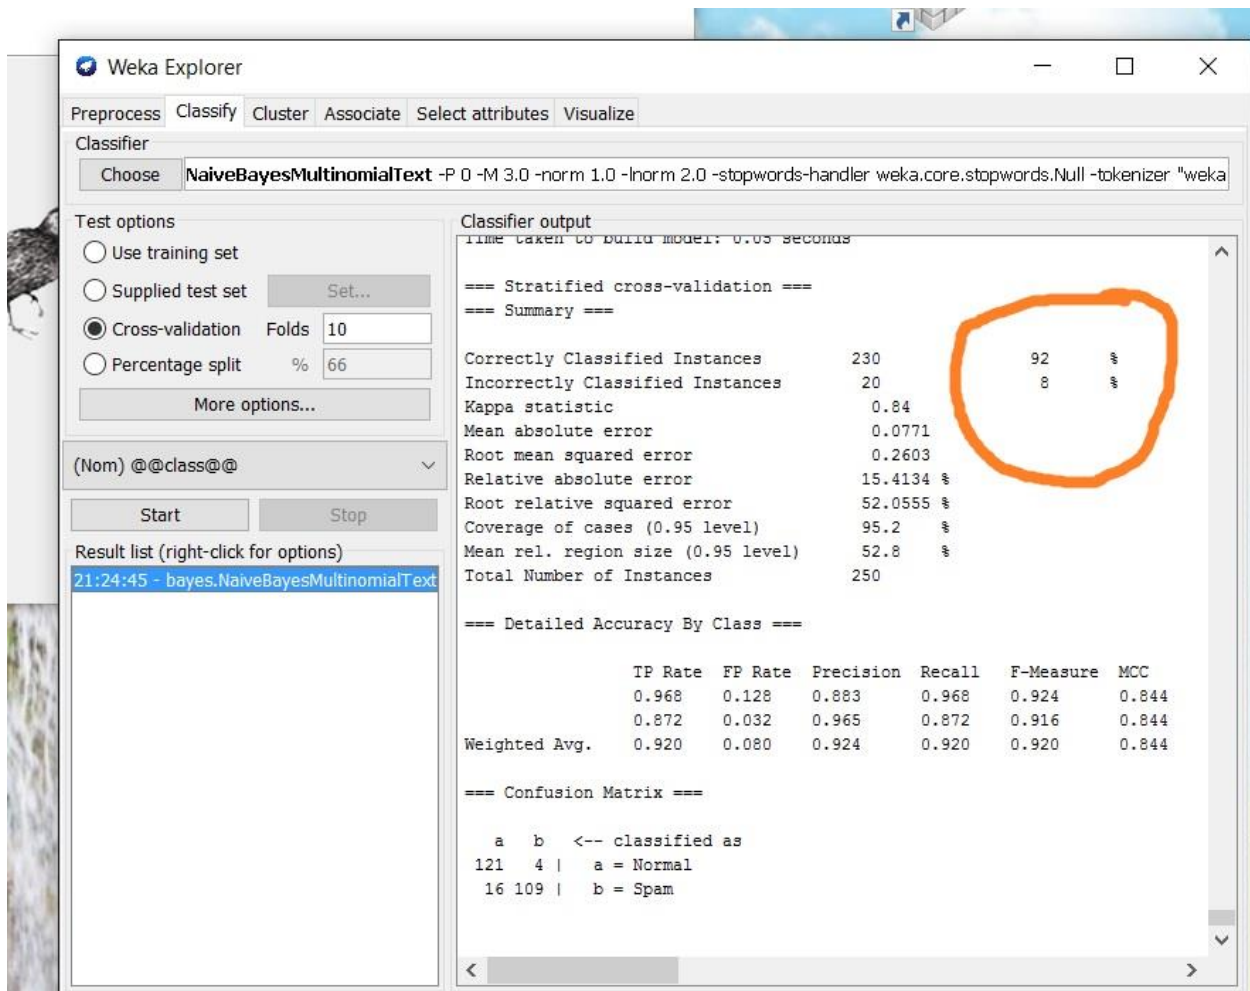 Weka Explorer
Preprocess Classify Cluster Associate Select attributes Visualize
Classifier
Choose NaiveBayesMultinomialText -P 0 -M 3.0 -norm 1.0 -lnorm 2.0 -stopwords-handler weka.core.stopwords.Null -tokenizer "weka
Test options
Use training set
Supplied test set Set...
Cross-validation Folds 10
Percentage split % 66
More options...
(Nom) @@class@@
Start Stop
Result list (right-click for options)
21:24:45 - bayes.NaiveBayesMultinomialText
Classifier output
Time taken to build model: 0.05 seconds
=== Stratified cross-validation ===
=== Summary ===
Correctly Classified Instances 230 92 %
Incorrectly Classified Instances 20 8 %
Kappa statistic 0.84
Mean absolute error 0.0771
Root mean squared error 0.2603
Relative absolute error 15.4134 %
Root relative squared error 52.0555 %
Coverage of cases (0.95 level) 95.2 %
Mean rel. region size (0.95 level) 52.8 %
Total Number of Instances 250
=== Detailed Accuracy By Class ===
TP Rate FP Rate Precision Recall F-Measure MCC
0.968 0.128 0.883 0.968 0.924 0.844
0.872 0.032 0.965 0.872 0.916 0.844
Weighted Avg. 0.920 0.080 0.924 0.920 0.920 0.844
=== Confusion Matrix ===
a b <-- classified as
121 4 | a = Normal
16 109 | b = Spam